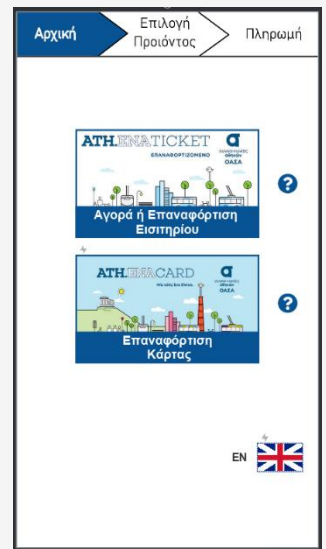 Αρχική
Επιλογή
Προϊόντος
Πληρωμή
ATH.ENA TICKET
ΕΠΑΝΑΦΟΡΤΙΖΟΜΕΝΟ
ΟΑΣΑ
Αγορά ή Επαναφόρτιση
Εισιτηρίου
ATH.ENA CARD
ΟΑΣΑ
Επαναφόρτιση
Κάρτας
EN